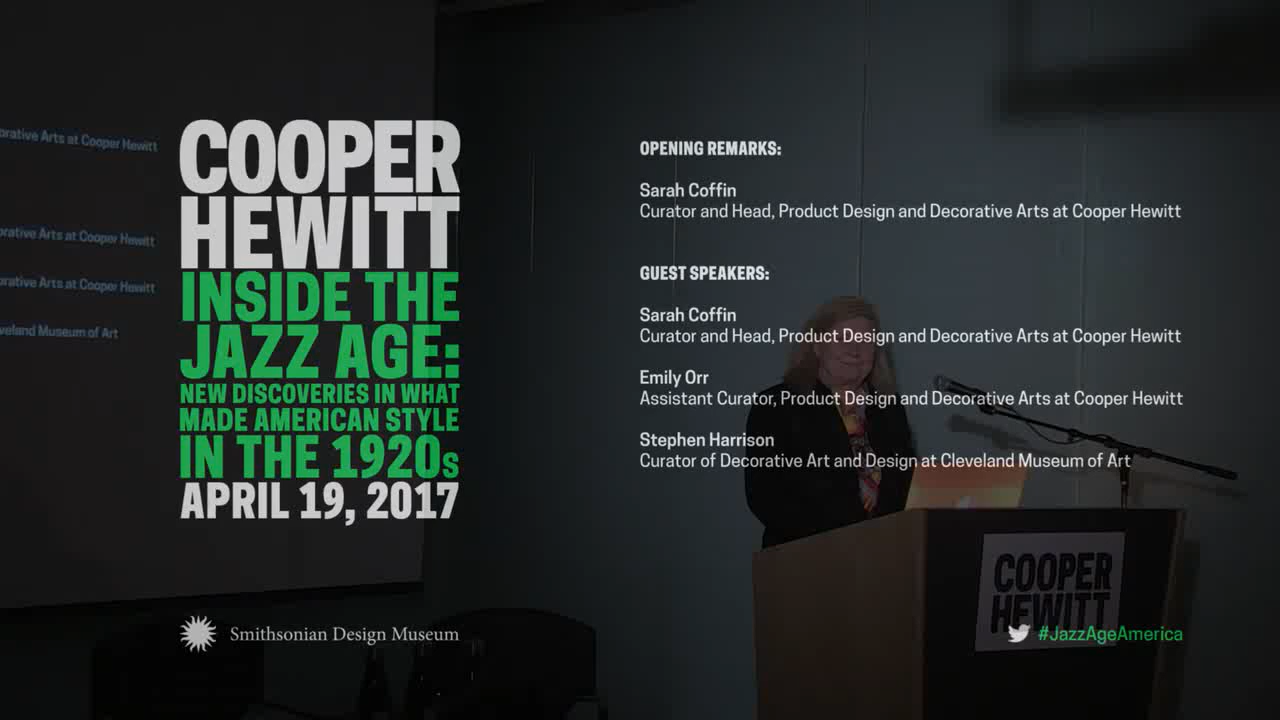 COOPER
HEWITT
INSIDE THE
JAZZ AGE:
NEW DISCOVERIES IN WHAT
MADE AMERICAN STYLE
IN THE 1920s
APRIL 19, 2017
Smithsonian Design Museum
OPENING REMARKS:
Sarah Coffin
Curator and Head, Product Design and Decorative Arts at Cooper Hewitt
GUEST SPEAKERS:
Sarah Coffin
Curator and Head, Product Design and Decorative Arts at Cooper Hewitt
Emily Orr
Assistant Curator, Product Design and Decorative Arts at Cooper Hewitt
Stephen Harrison
Curator of Decorative Art and Design at Cleveland Museum of Art
#JazzAgeAmerica
Arts at Cooper Hewitt
Arts at Cooper Hewitt
Arts at Cooper Hewitt
Museum of Art
COOPER
HEWITT